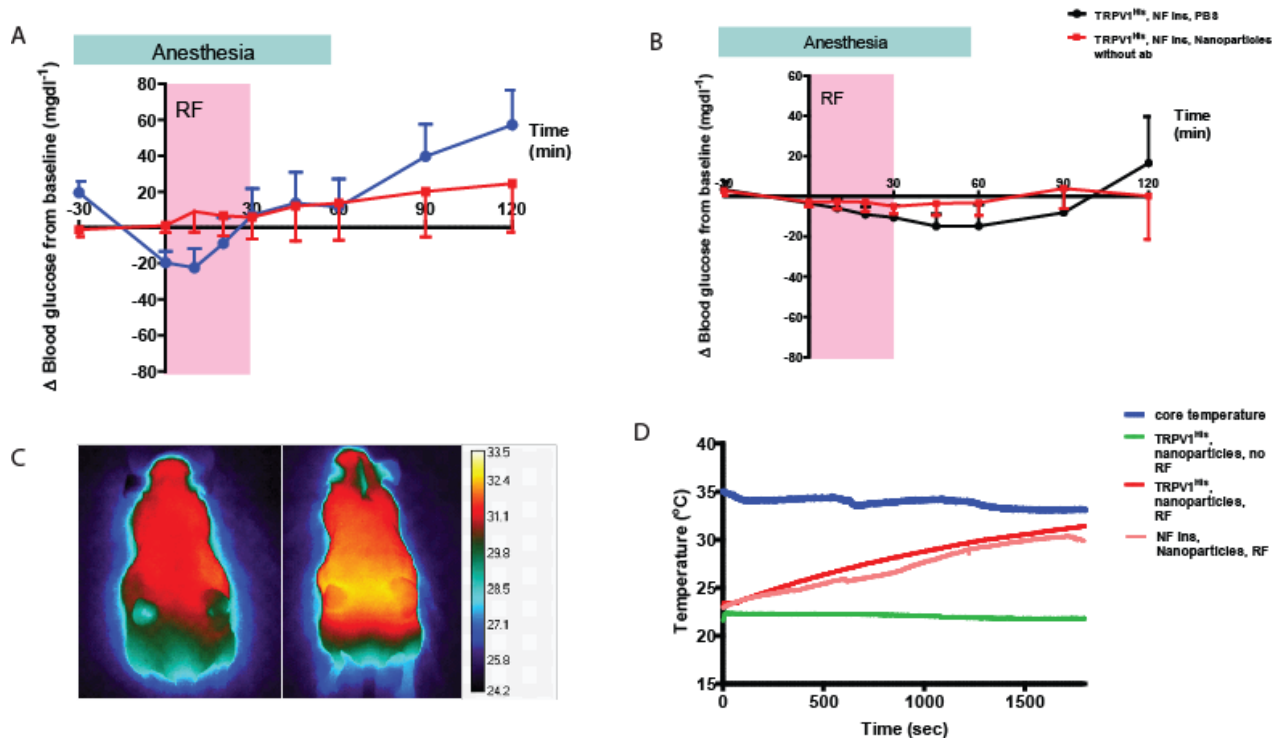 A
Anesthesia
Δ Blood glucose from baseline (mgdl-1)
80
60
40
20
-20
-40
-60
-80
RF
-30
30
60
90
120
Time
(min)
B
TRPV1His, NF Ins, PBS
TRPV1His, NF Ins, Nanoparticles
without ab
Anesthesia
Δ Blood glucose from baseline (mgdl-1)
60
40
20
-20
-40
-60
-80
RF
-30
30
60
90
120
Time
(min)
C
33.5
32.4
31.1
29.8
28.5
27.1
25.8
24.2
D
Temperature (oC)
40
35
30
25
20
15
0
500
1000
1500
Time (sec)
core temperature
TRPV1His,
nanoparticles, no
RF
TRPV1His,
nanoparticles,
RF
NF Ins,
Nanoparticles, RF